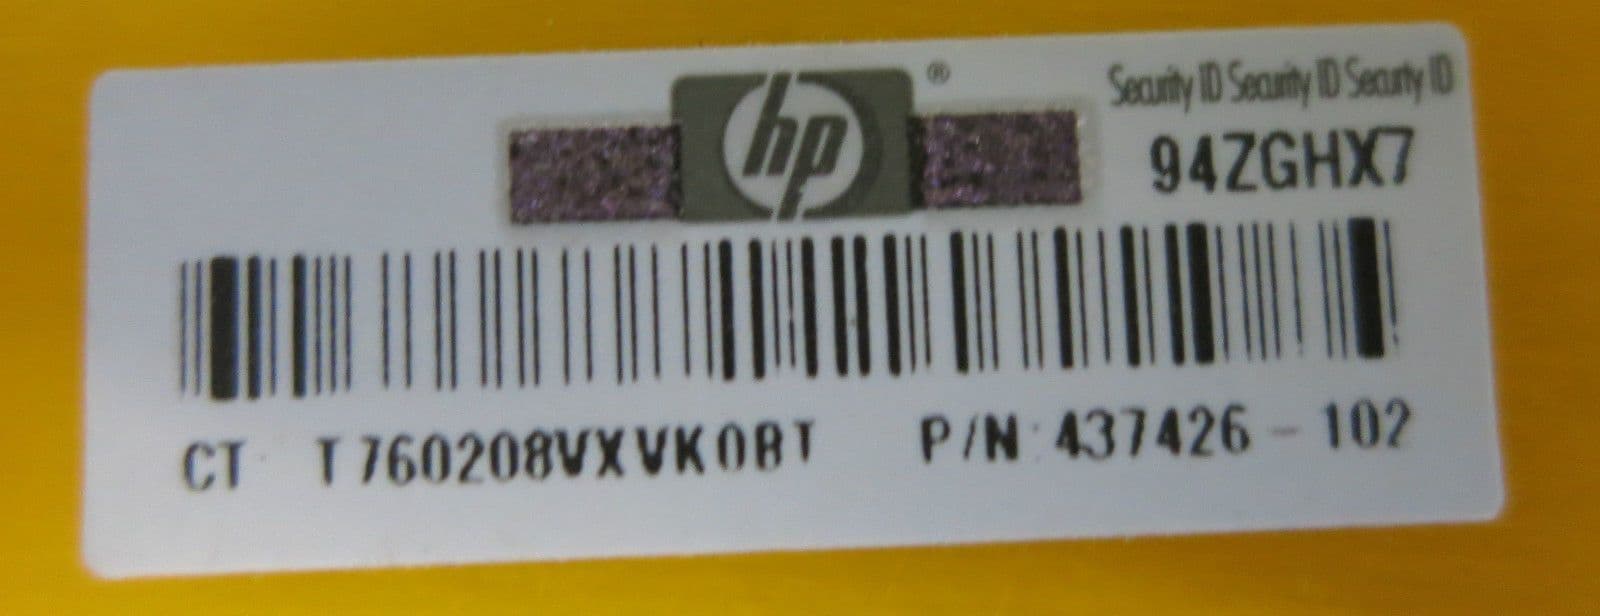 hp ®
Security ID Security ID Security ID
94ZGHX7
CT T760208VXVK0BT P/N:437426-102